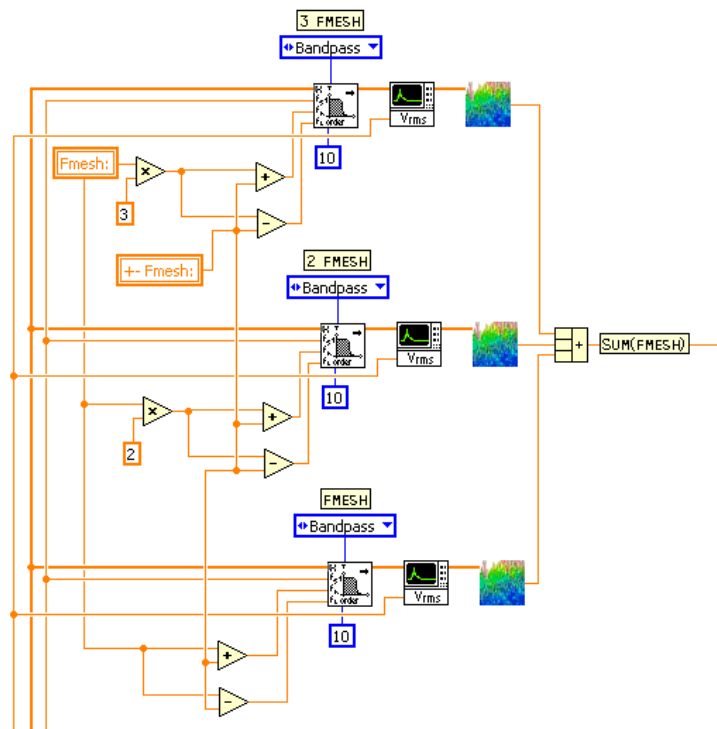 3 FMESH
Bandpass
Vrms
10
Fmesh:
×
+
3
-
+- Fmesh:
2 FMESH
Bandpass
Vrms
+
SUM(FMESH)
10
×
+
2
-
FMESH
Bandpass
Vrms
10
+
-